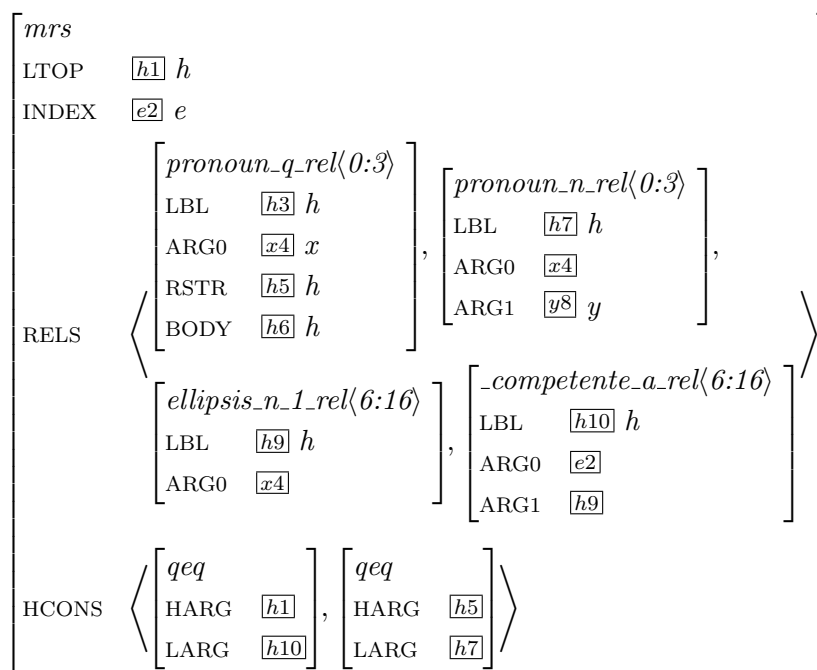 mrs
LTOP h1 h
INDEX e2 e
RELS ⟨ [pronoun_q_rel⟨0:3⟩
LBL h3 h
ARG0 x4 x
RSTR h5 h
BODY h6 h],
[pronoun_n_rel⟨0:3⟩
LBL h7 h
ARG0 x4
ARG1 y8 y],
[ellipsis_n_1_rel⟨6:16⟩
LBL h9 h
ARG0 x4],
[_competente_a_rel⟨6:16⟩
LBL h10 h
ARG0 e2
ARG1 h9] ⟩
HCONS ⟨ [qeq
HARG h1
LARG h10],
[qeq
HARG h5
LARG h7] ⟩